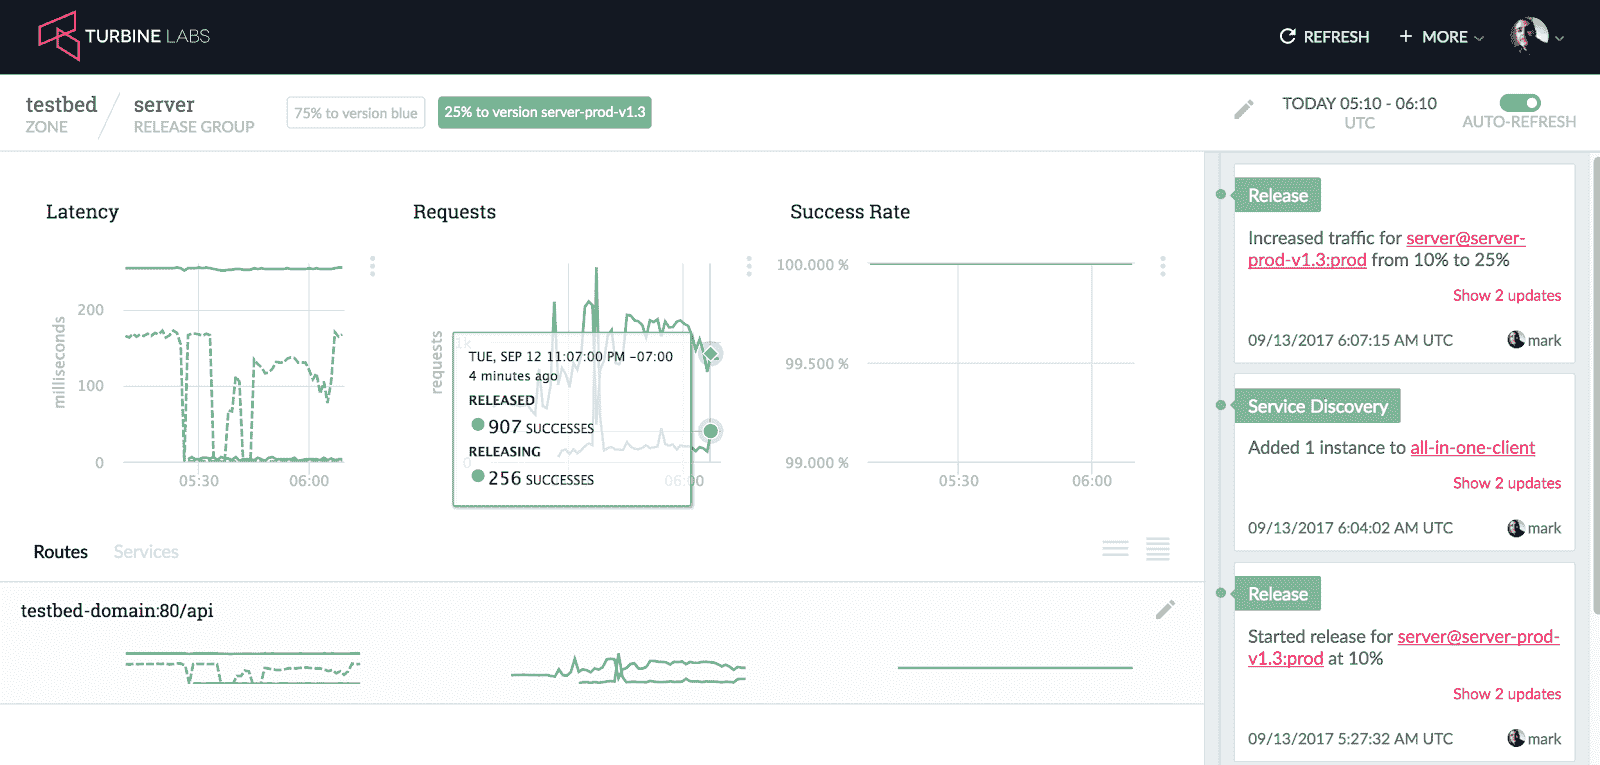 TURBINE LABS
REFRESH
+ MORE
testbed
ZONE
server
RELEASE GROUP
75% to version blue
25% to version server-prod-v1.3
TODAY 05:10 - 06:10
UTC
AUTO-REFRESH
Latency
milliseconds
200
100
0
05:30
06:00
Requests
requests
1k
0
06:00
TUE, SEP 12 11:07:00 PM -07:00
4 minutes ago
RELEASED
907 SUCCESSES
RELEASING
256 SUCCESSES
Success Rate
100.000 %
99.500 %
99.000 %
05:30
06:00
Routes
Services
testbed-domain:80/api
Release
Increased traffic for server@server-
prod-v1.3:prod from 10% to 25%
Show 2 updates
09/13/2017 6:07:15 AM UTC
mark
Service Discovery
Added 1 instance to all-in-one-client
Show 2 updates
09/13/2017 6:04:02 AM UTC
mark
Release
Started release for server@server-prod-
v1.3:prod at 10%
Show 2 updates
09/13/2017 5:27:32 AM UTC
mark